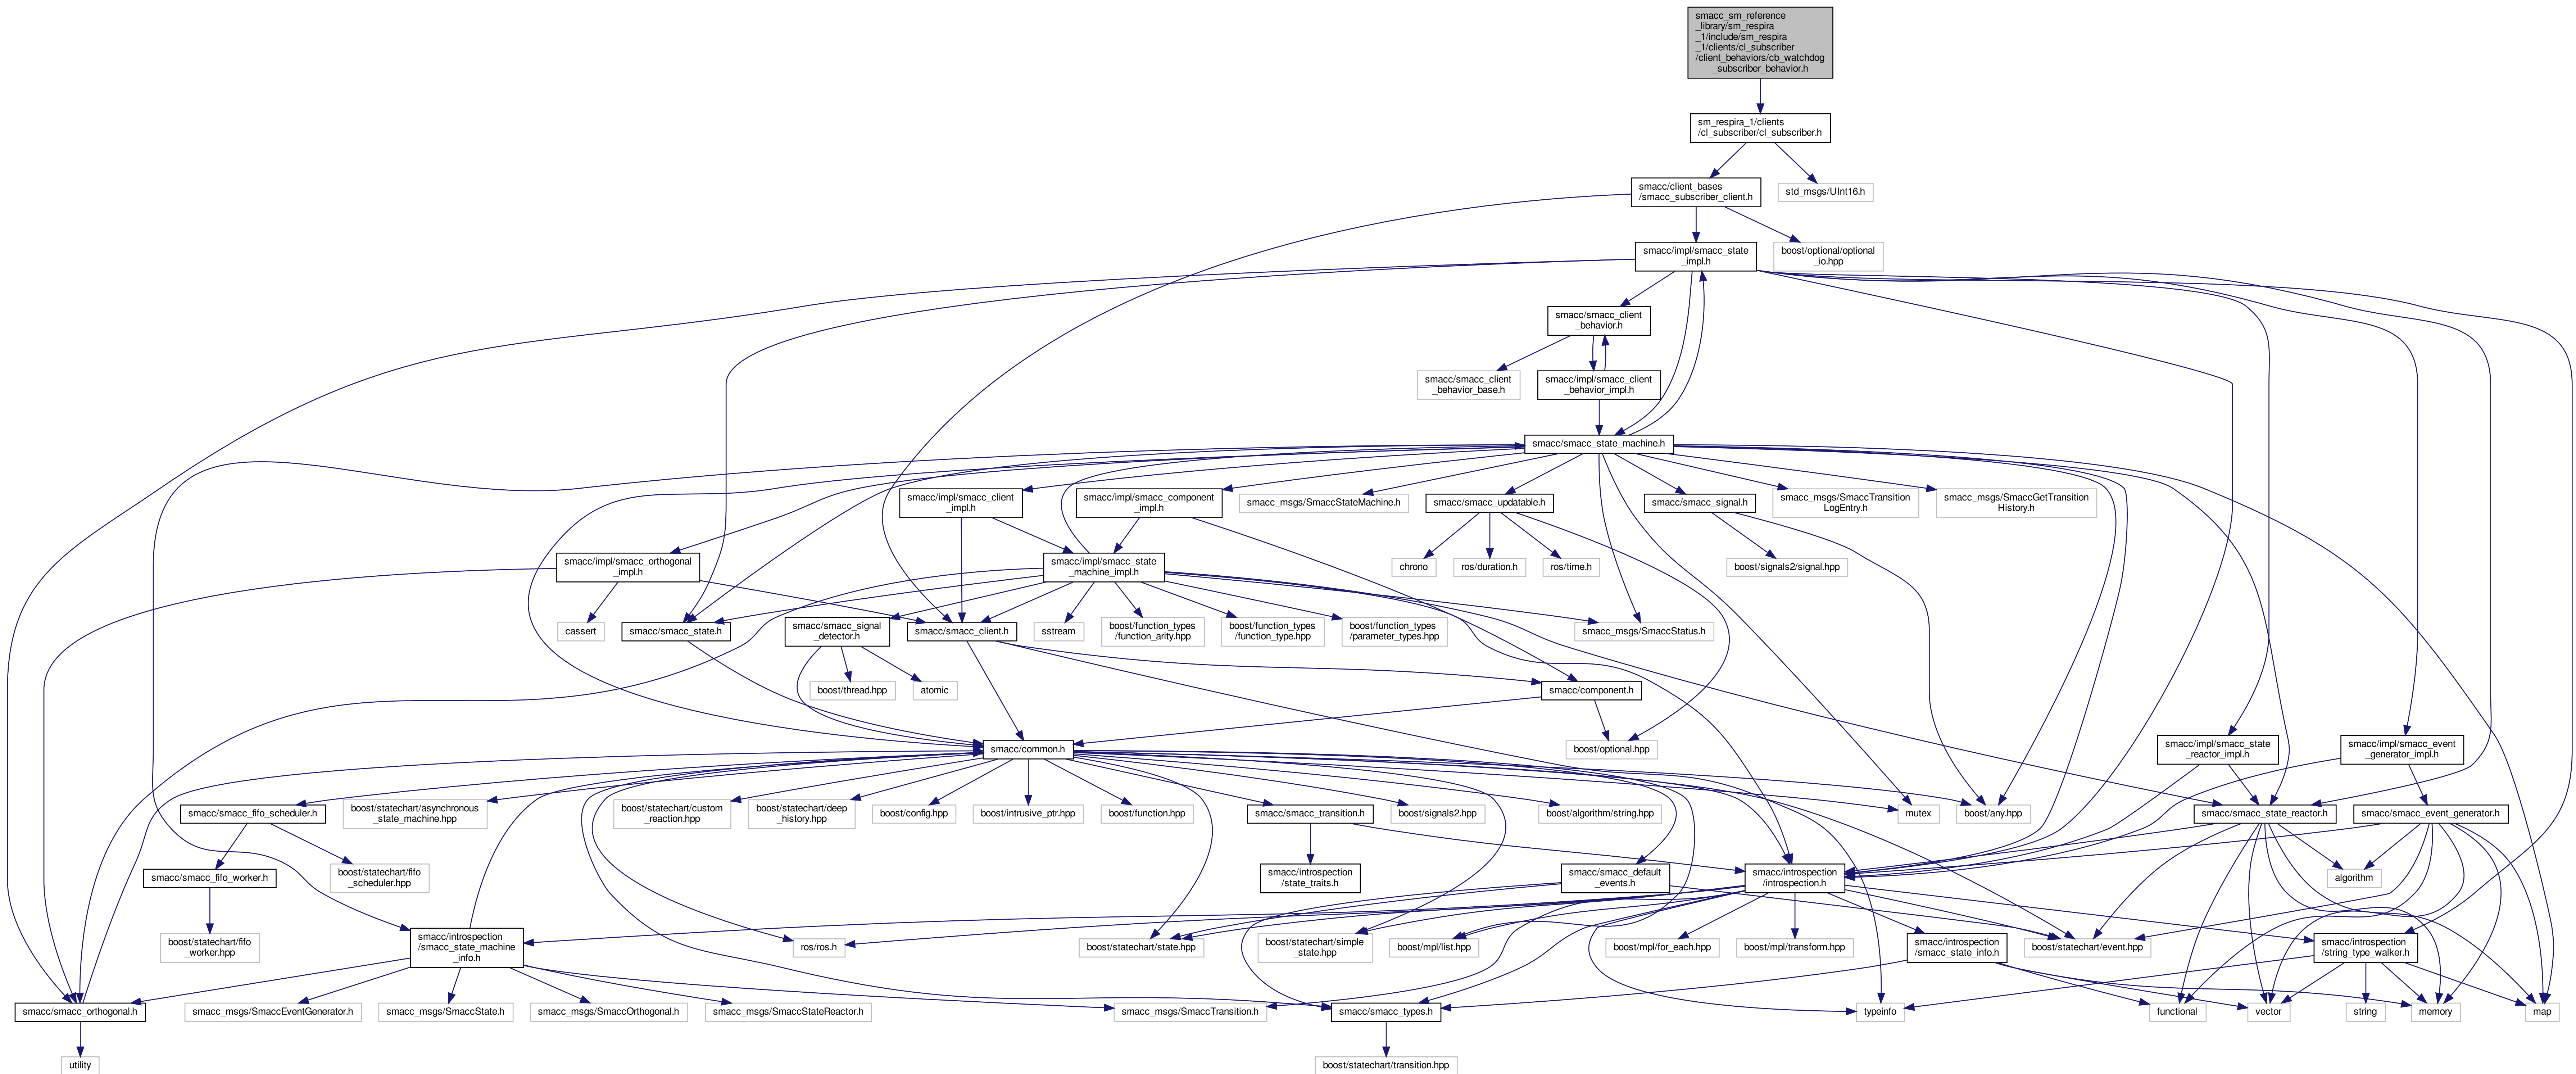 smacc_sm_reference
_library/sm_respira
_1/include/sm_respira
_1/clients/cl_subscriber
/client_behaviors/cb_watchdog
_subscriber_behavior.h
sm_respira_1/clients
/cl_subscriber/cl_subscriber.h
smacc/client_bases
/smacc_subscriber_client.h
std_msgs/UInt16.h
smacc/impl/smacc_state
_impl.h
boost/optional/optional
_io.hpp
smacc/smacc_client
_behavior.h
smacc/smacc_client
_behavior_base.h
smacc/impl/smacc_client
_behavior_impl.h
smacc/smacc_state_machine.h
smacc/impl/smacc_client
_impl.h
smacc/impl/smacc_component
_impl.h
smacc_msgs/SmaccStateMachine.h
smacc/smacc_updatable.h
smacc/smacc_signal.h
smacc_msgs/SmaccTransition
LogEntry.h
smacc_msgs/SmaccGetTransition
History.h
smacc/impl/smacc_orthogonal
_impl.h
smacc/impl/smacc_state
_machine_impl.h
chrono
ros/duration.h
ros/time.h
boost/signals2/signal.hpp
cassert
smacc/smacc_state.h
smacc/smacc_signal
_detector.h
smacc/smacc_client.h
sstream
boost/function_types
/function_arity.hpp
boost/function_types
/function_type.hpp
boost/function_types
/parameter_types.hpp
smacc_msgs/SmaccStatus.h
boost/thread.hpp
atomic
smacc/component.h
smacc/common.h
boost/optional.hpp
smacc/impl/smacc_state
_reactor_impl.h
smacc/impl/smacc_event
_generator_impl.h
smacc/smacc_fifo_scheduler.h
boost/statechart/asynchronous
_state_machine.hpp
boost/statechart/custom
_reaction.hpp
boost/statechart/deep
_history.hpp
boost/config.hpp
boost/intrusive_ptr.hpp
boost/function.hpp
smacc/smacc_transition.h
boost/signals2.hpp
boost/algorithm/string.hpp
mutex
boost/any.hpp
smacc/smacc_state_reactor.h
smacc/smacc_event_generator.h
smacc/smacc_fifo_worker.h
boost/statechart/fifo
_scheduler.hpp
smacc/introspection
/state_traits.h
smacc/smacc_default
_events.h
smacc/introspection
/introspection.h
algorithm
boost/statechart/fifo
_worker.hpp
smacc/introspection
/smacc_state_machine
_info.h
ros/ros.h
boost/statechart/state.hpp
boost/statechart/simple
_state.hpp
boost/mpl/list.hpp
boost/mpl/for_each.hpp
boost/mpl/transform.hpp
smacc/introspection
/smacc_state_info.h
boost/statechart/event.hpp
smacc/introspection
/string_type_walker.h
smacc/smacc_orthogonal.h
smacc_msgs/SmaccEventGenerator.h
smacc_msgs/SmaccState.h
smacc_msgs/SmaccOrthogonal.h
smacc_msgs/SmaccStateReactor.h
smacc_msgs/SmaccTransition.h
smacc/smacc_types.h
typeinfo
functional
vector
string
memory
map
utility
boost/statechart/transition.hpp